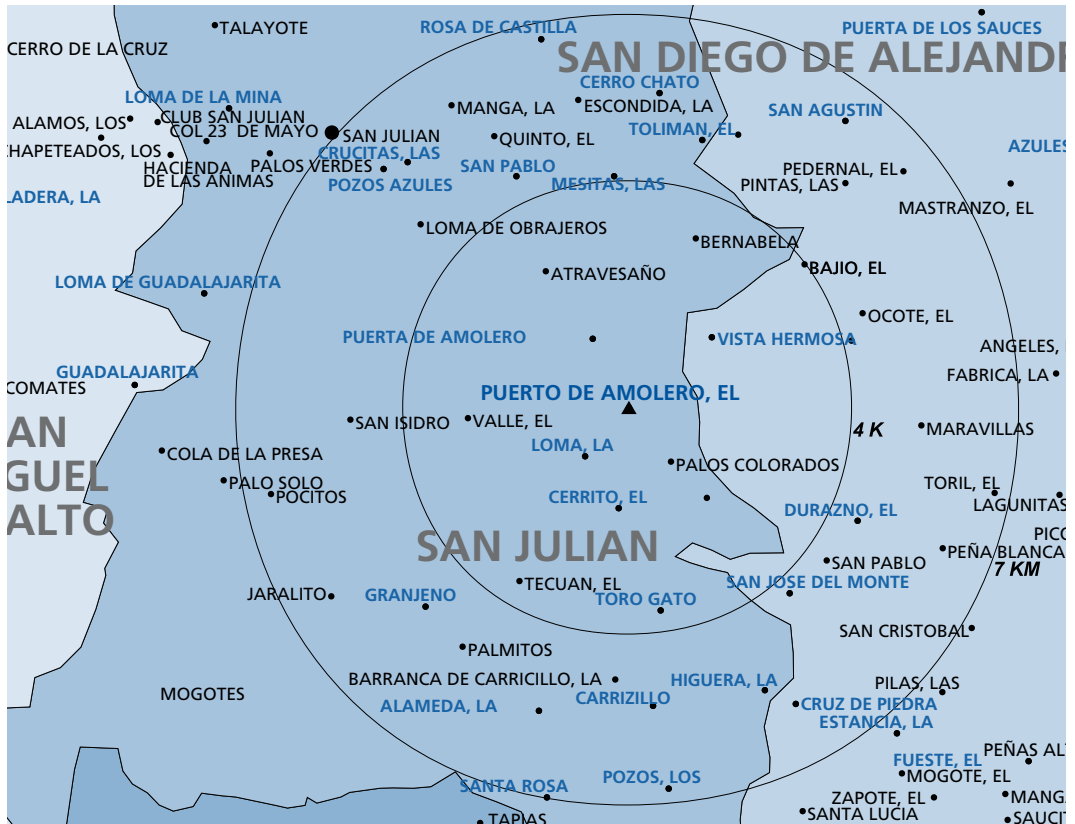 TALAYOTE
ROSA DE CASTILLA
PUERTA DE LOS SAUCES
CERRO DE LA CRUZ
SAN DIEGO DE ALEJANDR
CERRO CHATO
LOMA DE LA MINA
MANGA, LA
ESCONDIDA, LA
SAN AGUSTIN
ALAMOS, LOS
CLUB SAN JULIAN
COL 23 DE MAYO
SAN JULIAN
QUINTO, EL
TOLIMAN, EL
CHAPETEADOS, LOS
CRUCITAS, LAS
AZULES
HACIENDA
DE LAS ANIMAS
PALOS VERDES
POZOS AZULES
SAN PABLO
MESITAS, LAS
PEDERNAL, EL
PINTAS, LAS
LADERA, LA
MASTRANZO, EL
LOMA DE OBRAJEROS
BERNABELA
ATRAVESAÑO
BAJIO, EL
LOMA DE GUADALAJARITA
OCOTE, EL
PUERTA DE AMOLERO
VISTA HERMOSA
ANGELES,
GUADALAJARITA
FABRICA, LA
COMATES
PUERTO DE AMOLERO, EL
SAN ISIDRO
VALLE, EL
4 K
MARAVILLAS
AN
GUEL
ALTO
LOMA, LA
COLA DE LA PRESA
PALOS COLORADOS
PALO SOLO
POCITOS
CERRITO, EL
TORIL, EL
LAGUNITAS
DURAZNO, EL
SAN JULIAN
PICO
PEÑA BLANCA
SAN PABLO
7 KM
TECUAN, EL
SAN JOSE DEL MONTE
JARALITO
GRANJENO
TORO GATO
SAN CRISTOBAL
PALMITOS
BARRANCA DE CARRICILLO, LA
HIGUERA, LA
PILAS, LAS
MOGOTES
ALAMEDA, LA
CARRIZILLO
CRUZ DE PIEDRA
ESTANCIA, LA
PEÑAS ALT
FUESTE, EL
MOGOTE, EL
SANTA ROSA
POZOS, LOS
ZAPOTE, EL
MANGA
SANTA LUCIA
SAUCIT
TAPIAS